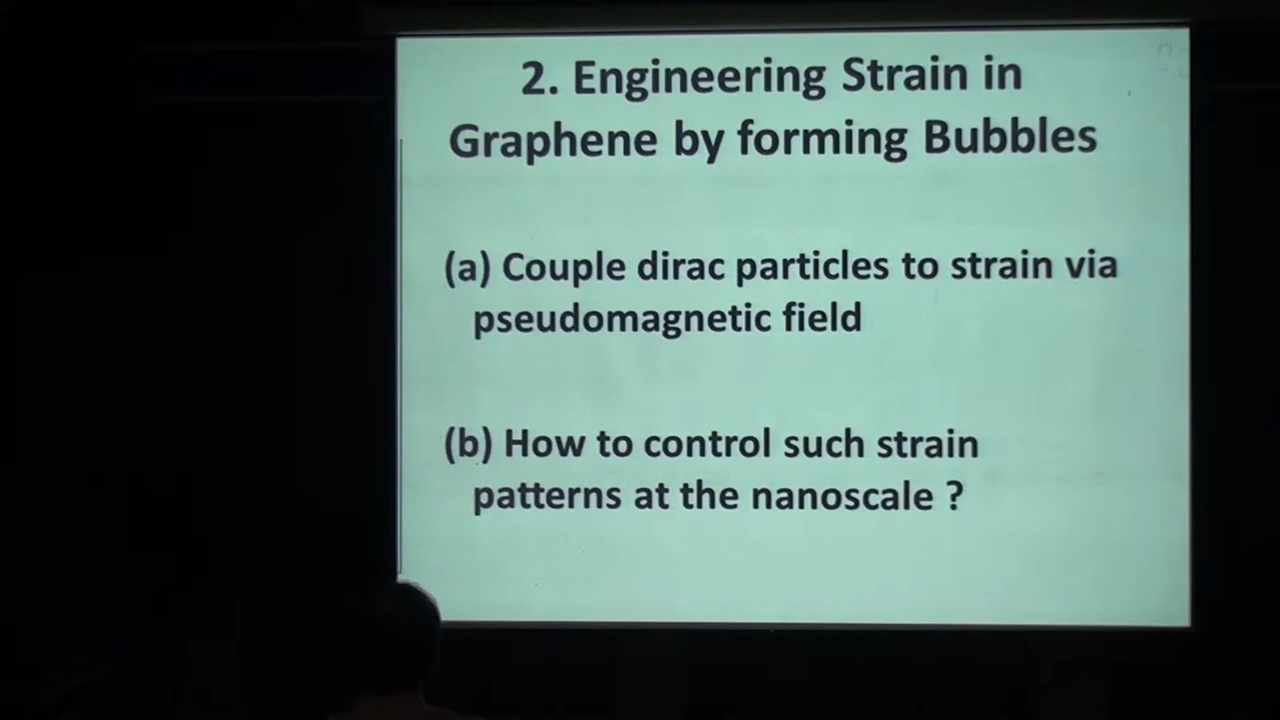 2. Engineering Strain in
Graphene by forming Bubbles
(a) Couple dirac particles to strain via
pseudomagnetic field
(b) How to control such strain
patterns at the nanoscale ?